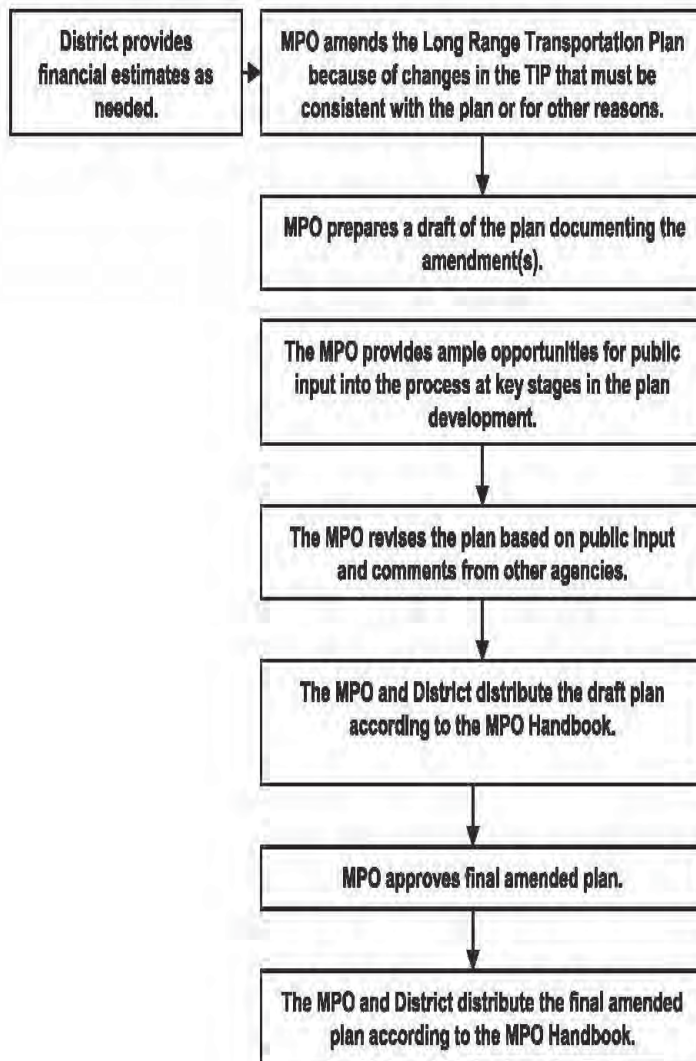 District provides
financial estimates as
needed.
MPO amends the Long Range Transportation Plan
because of changes in the TIP that must be
consistent with the plan or for other reasons.
MPO prepares a draft of the plan documenting the
amendment(s).
The MPO provides ample opportunities for public
input into the process at key stages in the plan
development.
The MPO revises the plan based on public input
and comments from other agencies.
The MPO and District distribute the draft plan
according to the MPO Handbook.
MPO approves final amended plan.
The MPO and District distribute the final amended
plan according to the MPO Handbook.